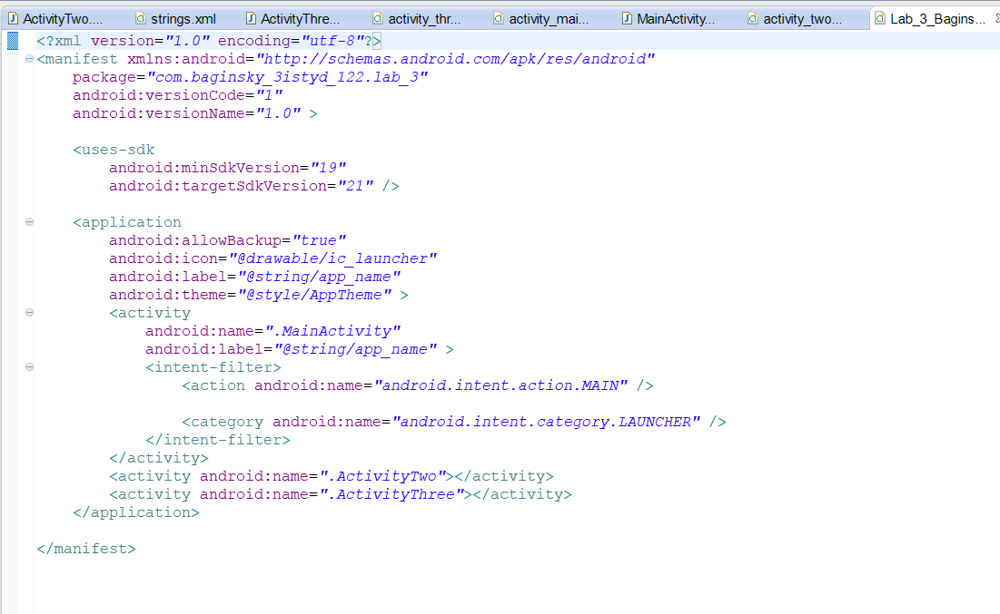 ActivityTwo.... strings.xml ActivityThre... activity_thr... activity_mai... MainActivity... activity_two... Lab_3_Bagins...
<?xml version="1.0" encoding="utf-8"?>
<manifest xmlns:android="http://schemas.android.com/apk/res/android"
    package="com.baginsky_3istyd_122.lab_3"
    android:versionCode="1"
    android:versionName="1.0" >
    <uses-sdk
        android:minSdkVersion="19"
        android:targetSdkVersion="21" />
    <application
        android:allowBackup="true"
        android:icon="@drawable/ic_launcher"
        android:label="@string/app_name"
        android:theme="@style/AppTheme" >
        <activity
            android:name=".MainActivity"
            android:label="@string/app_name" >
            <intent-filter>
                <action android:name="android.intent.action.MAIN" />
                <category android:name="android.intent.category.LAUNCHER" />
            </intent-filter>
        </activity>
        <activity android:name=".ActivityTwo"></activity>
        <activity android:name=".ActivityThree"></activity>
    </application>
</manifest>